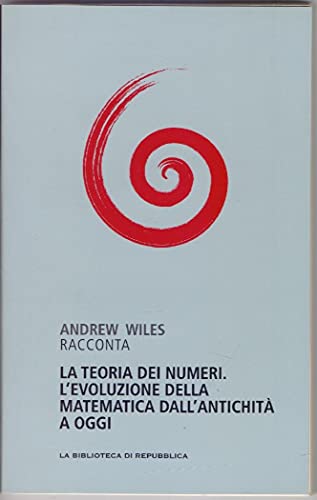 ANDREW WILES
RACCONTA
LA TEORIA DEI NUMERI.
L'EVOLUZIONE DELLA
MATEMATICA DALL'ANTICHITÀ
A OGGI
LA BIBLIOTECA DI REPUBBLICA